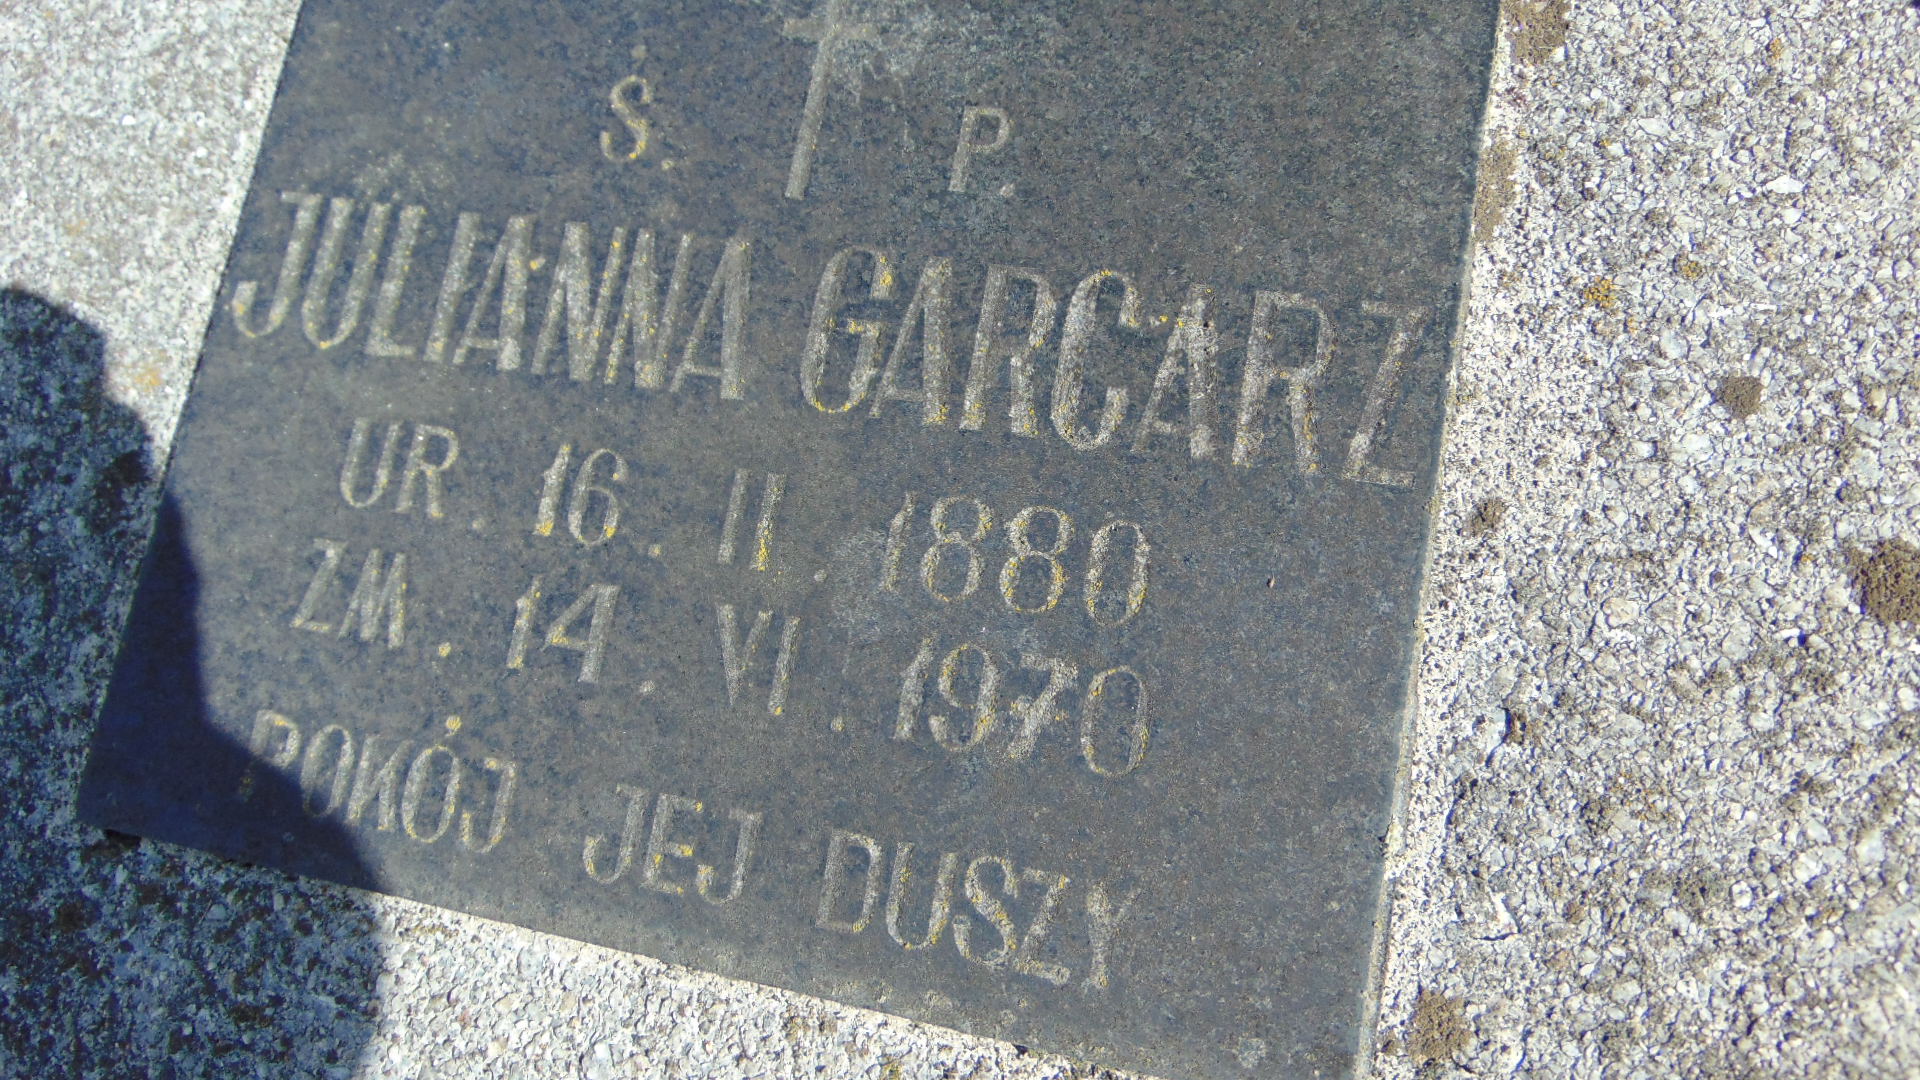 Ś. P.
JULIANNA GARCARZ
UR. 16. II. 1880
ZM. 14. VI. 1970
POKÓJ JEJ DUSZY